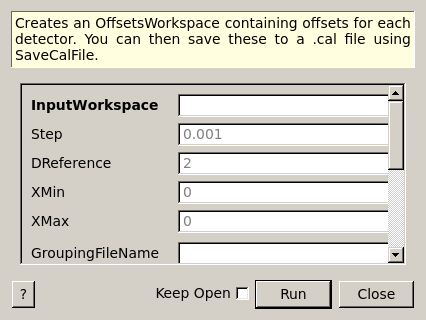 Creates an OffsetsWorkspace containing offsets for each
detector. You can then save these to a .cal file using
SaveCalFile.
InputWorkspace
Step 0.001
DReference 2
XMin 0
XMax 0
GroupingFileName
? Keep Open Run Close